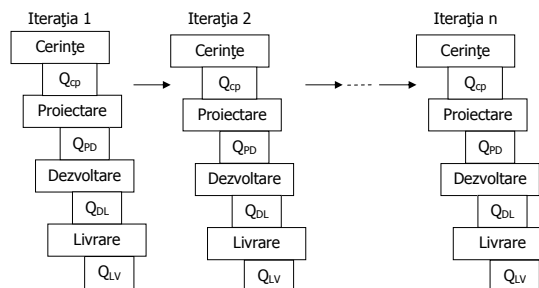 Iteraţia 1
Cerinţe
Qcp
Proiectare
QPD
Dezvoltare
QDL
Livrare
QLV
Iteraţia 2
Cerinţe
Qcp
Proiectare
QPD
Dezvoltare
QDL
Livrare
QLV
Iteraţia n
Cerinţe
Qcp
Proiectare
QPD
Dezvoltare
QDL
Livrare
QLV